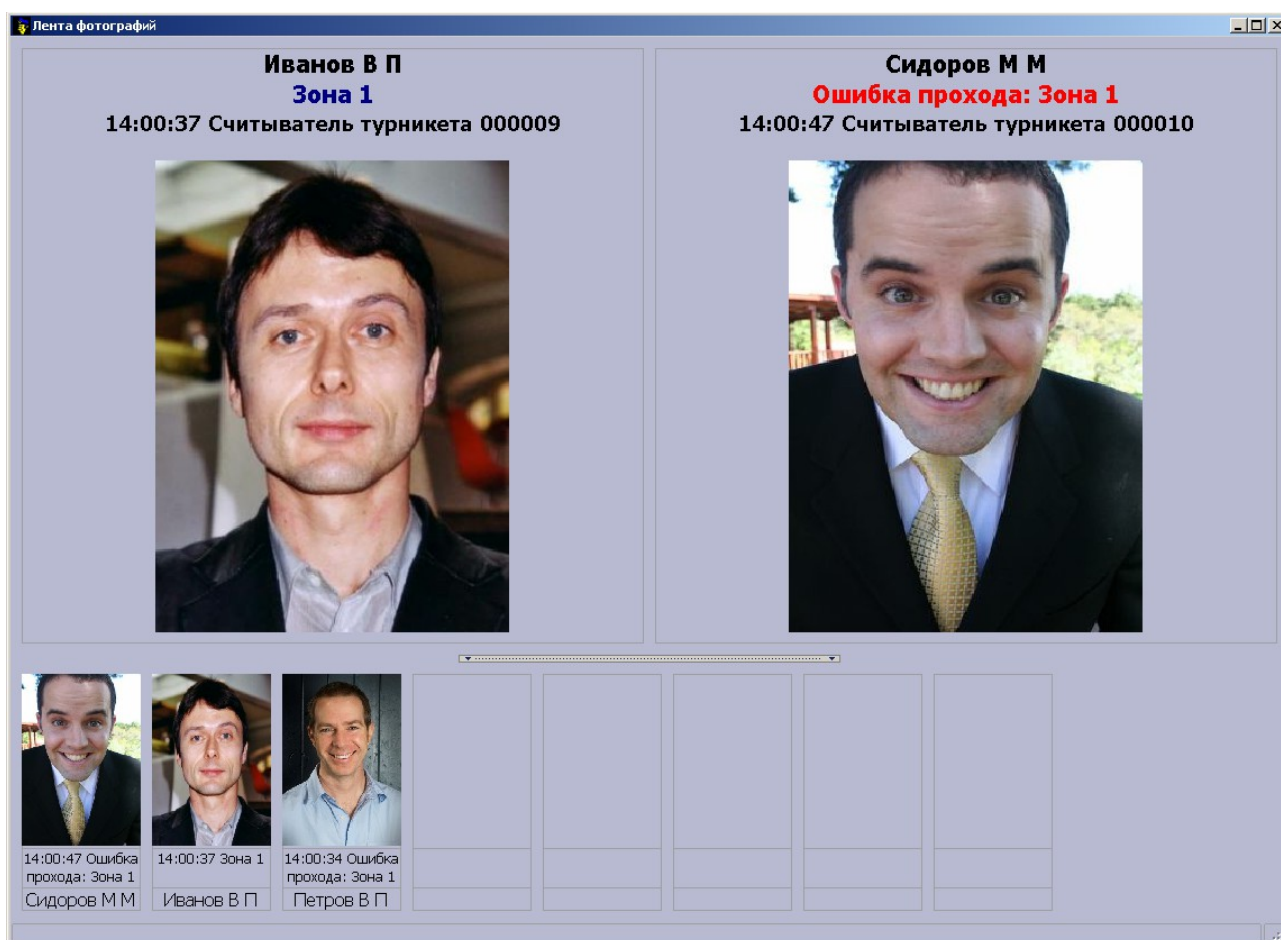 Лента фотографий
Иванов В П
Зона 1
14:00:37 Считыватель турникета 000009
Сидоров М М
Ошибка прохода: Зона 1
14:00:47 Считыватель турникета 000010
14:00:47 Ошибка
прохода: Зона 1
Сидоров М М
14:00:37 Зона 1
Иванов В П
14:00:34 Ошибка
прохода: Зона 1
Петров В П